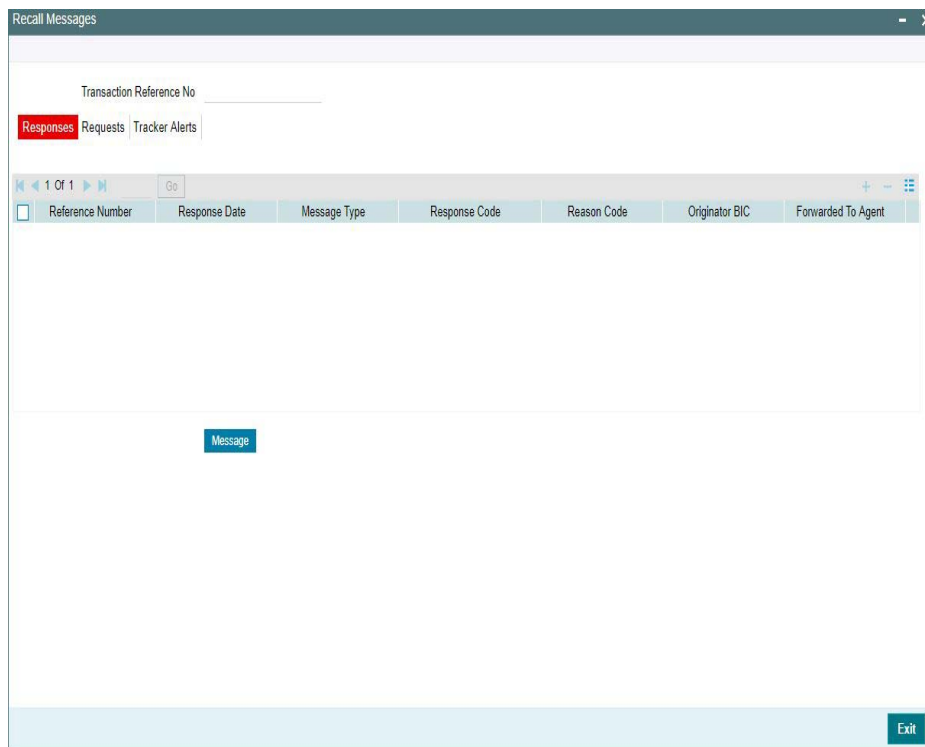 Recall Messages
Transaction Reference No
Responses Requests Tracker Alerts
1 Of 1 Go
Reference Number Response Date Message Type Response Code Reason Code Originator BIC Forwarded To Agent
Message
Exit